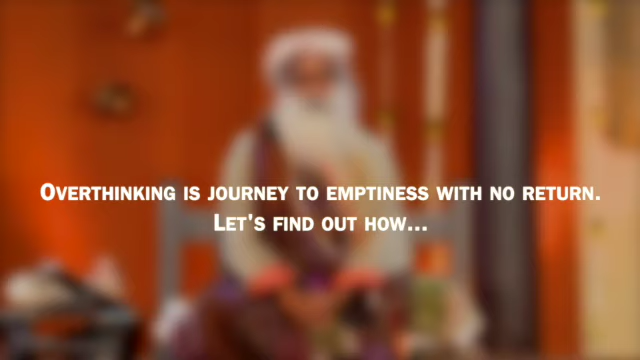 Overthinking is journey to emptiness with no return.
Let's find out how...